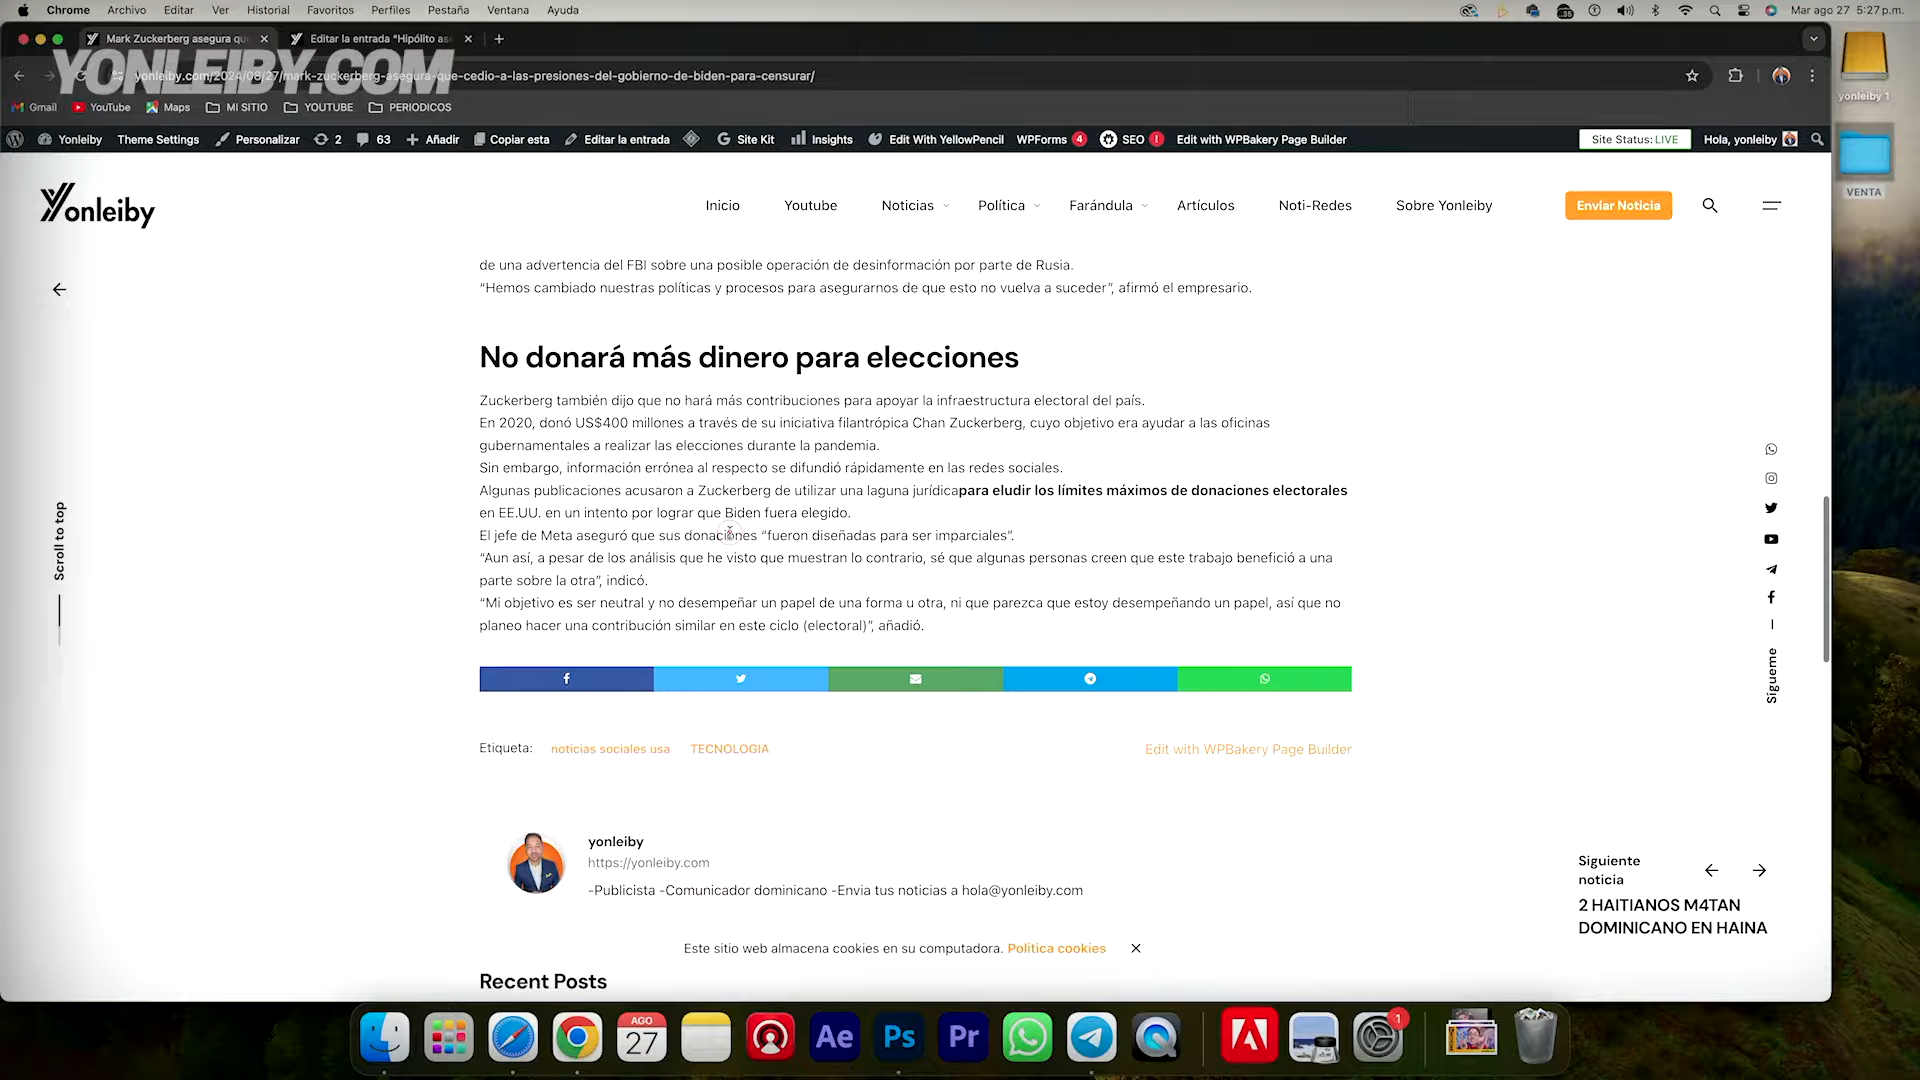 Chrome Archivo Editar Ver Historial Favoritos Perfiles Pestaña Ventana Ayuda
Mar ago 27 5:27 p.m.
Mark Zuckerberg asegura qu
Editar la entrada “Hipólito as
YONLEIBY.COM
yonleiby.com/2024/08/27/mark-zuckerberg-asegura-que-cedio-a-las-presiones-del-gobierno-de-biden-para-censurar/
yonleiby 1
Gmail YouTube Maps MI SITIO YOUTUBE PERIODICOS
Yonleiby Theme Settings Personalizar 2 63 Añadir Copiar esta Editar la entrada Site Kit Insights Edit With YellowPencil WPForms 4 SEO ! Edit with WPBakery Page Builder Site Status: LIVE Hola, yonleiby
VENTA
Yonleiby
Inicio Youtube Noticias Política Farándula Artículos Noti-Redes Sobre Yonleiby Enviar Noticia
de una advertencia del FBI sobre una posible operación de desinformación por parte de Rusia.
“Hemos cambiado nuestras políticas y procesos para asegurarnos de que esto no vuelva a suceder”, afirmó el empresario.
No donará más dinero para elecciones
Zuckerberg también dijo que no hará más contribuciones para apoyar la infraestructura electoral del país.
En 2020, donó US$400 millones a través de su iniciativa filantrópica Chan Zuckerberg, cuyo objetivo era ayudar a las oficinas
gubernamentales a realizar las elecciones durante la pandemia.
Sin embargo, información errónea al respecto se difundió rápidamente en las redes sociales.
Algunas publicaciones acusaron a Zuckerberg de utilizar una laguna jurídicapara eludir los límites máximos de donaciones electorales
en EE.UU. en un intento por lograr que Biden fuera elegido.
El jefe de Meta aseguró que sus donaciones “fueron diseñadas para ser imparciales”.
“Aun así, a pesar de los análisis que he visto que muestran lo contrario, sé que algunas personas creen que este trabajo benefició a una
parte sobre la otra”, indicó.
“Mi objetivo es ser neutral y no desempeñar un papel de una forma u otra, ni que parezca que estoy desempeñando un papel, así que no
planeo hacer una contribución similar en este ciclo (electoral)”, añadió.
Scroll to top
Sígueme
Etiqueta: noticias sociales usa TECNOLOGIA
Edit with WPBakery Page Builder
yonleiby
https://yonleiby.com
-Publicista -Comunicador dominicano -Envia tus noticias a hola@yonleiby.com
Siguiente
noticia
2 HAITIANOS M4TAN
DOMINICANO EN HAINA
Este sitio web almacena cookies en su computadora. Politica cookies
Recent Posts
AGO
27
Ae Ps Pr
1